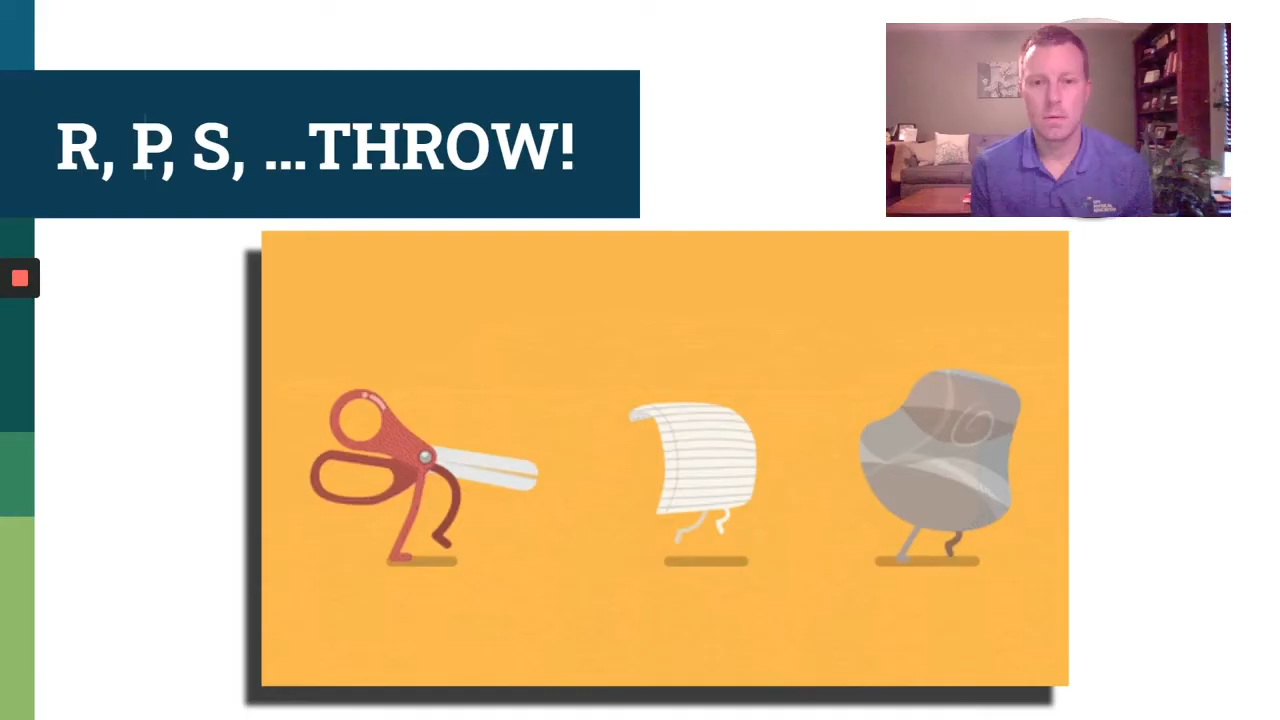 R, P, S, ...THROW!